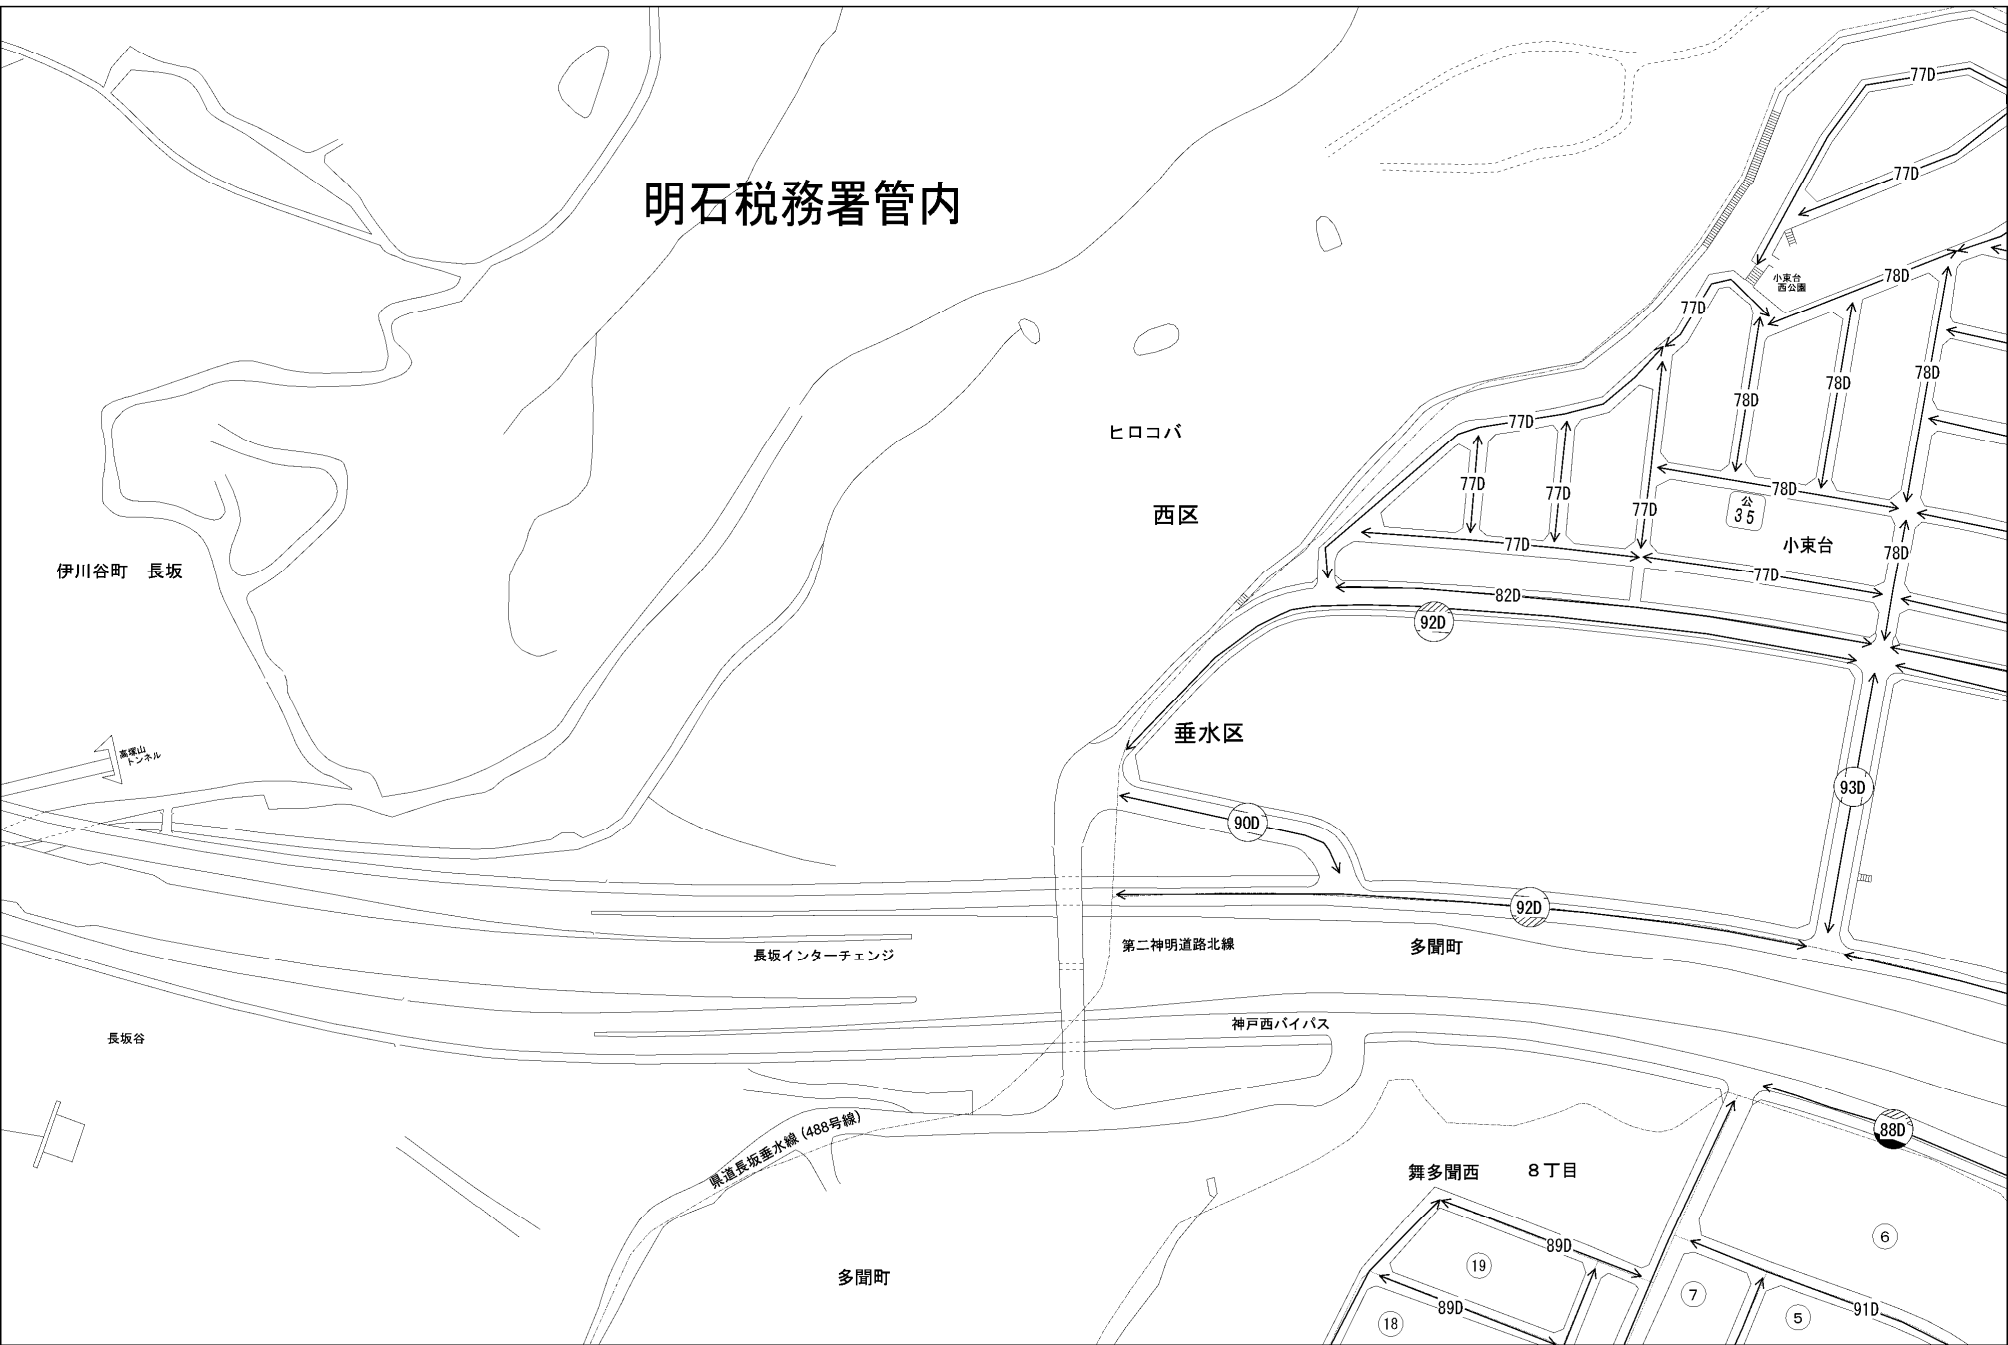 77D
明石税務署管内
77D
小束台
西公園
78D
77D
78D
78D
78D
77D
ヒロコバ
77D
77D
78D
77D
公
35
西区
77D
小束台
78D
伊川谷町 長坂
77D
82D
92D
垂水区
高塚山
トンネル
93D
90D
92D
第二神明道路北線
多聞町
長坂インターチェンジ
神戸西バイパス
長坂谷
県道長坂垂水線(488号線)
88D
舞多聞西 8丁目
6
89D
19
多聞町
7
89D
91D
18
5